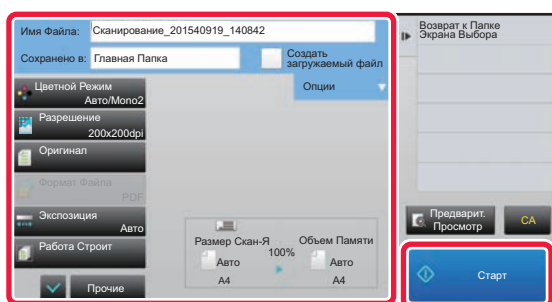 Имя Файла:
Сканирование_201540919_140842
Сохранено в:
Главная Папка
Создать
загружаемый файл
Опции
Цветной Режим
Авто/Mono2
Разрешение
200x200dpi
Оригинал
Формат Файла
PDF
Экспозиция
Авто
Работа Строит
Прочие
Размер Скан-Я
100%
Объем Памяти
Авто
Авто
A4
A4
Возврат к Папке
Экрана Выбора
Предварит.
Просмотр
CA
Старт